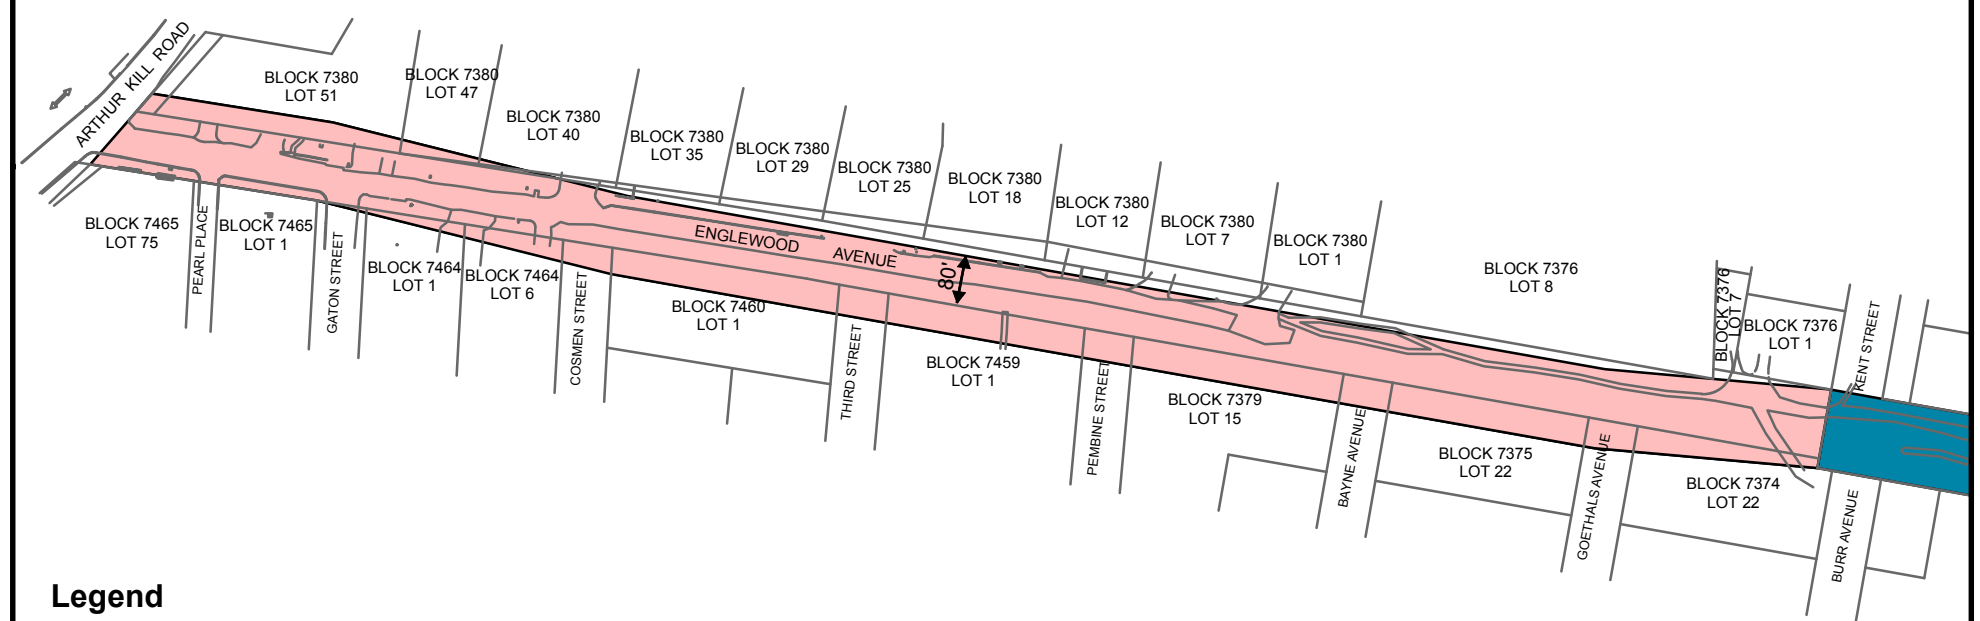 ARTHUR KILL ROAD
BLOCK 7380
LOT 51
BLOCK 7380
LOT 47
BLOCK 7380
LOT 40
BLOCK 7380
LOT 35
BLOCK 7380
LOT 29
BLOCK 7380
LOT 25
BLOCK 7380
LOT 18
BLOCK 7380
LOT 12
BLOCK 7380
LOT 7
BLOCK 7380
LOT 1
BLOCK 7376
LOT 8
BLOCK 7376
LOT 7
BLOCK 7376
LOT 1
KENT STREET
ENGLEWOOD AVENUE
80'
BLOCK 7465
LOT 75
PEARL PLACE
BLOCK 7465
LOT 1
GATON STREET
BLOCK 7464
LOT 1
BLOCK 7464
LOT 6
COSMEN STREET
BLOCK 7460
LOT 1
THIRD STREET
BLOCK 7459
LOT 1
PEMBINE STREET
BLOCK 7379
LOT 15
BAYNE AVENUE
BLOCK 7375
LOT 22
GOETHALS AVENUE
BLOCK 7374
LOT 22
BURR AVENUE
Legend